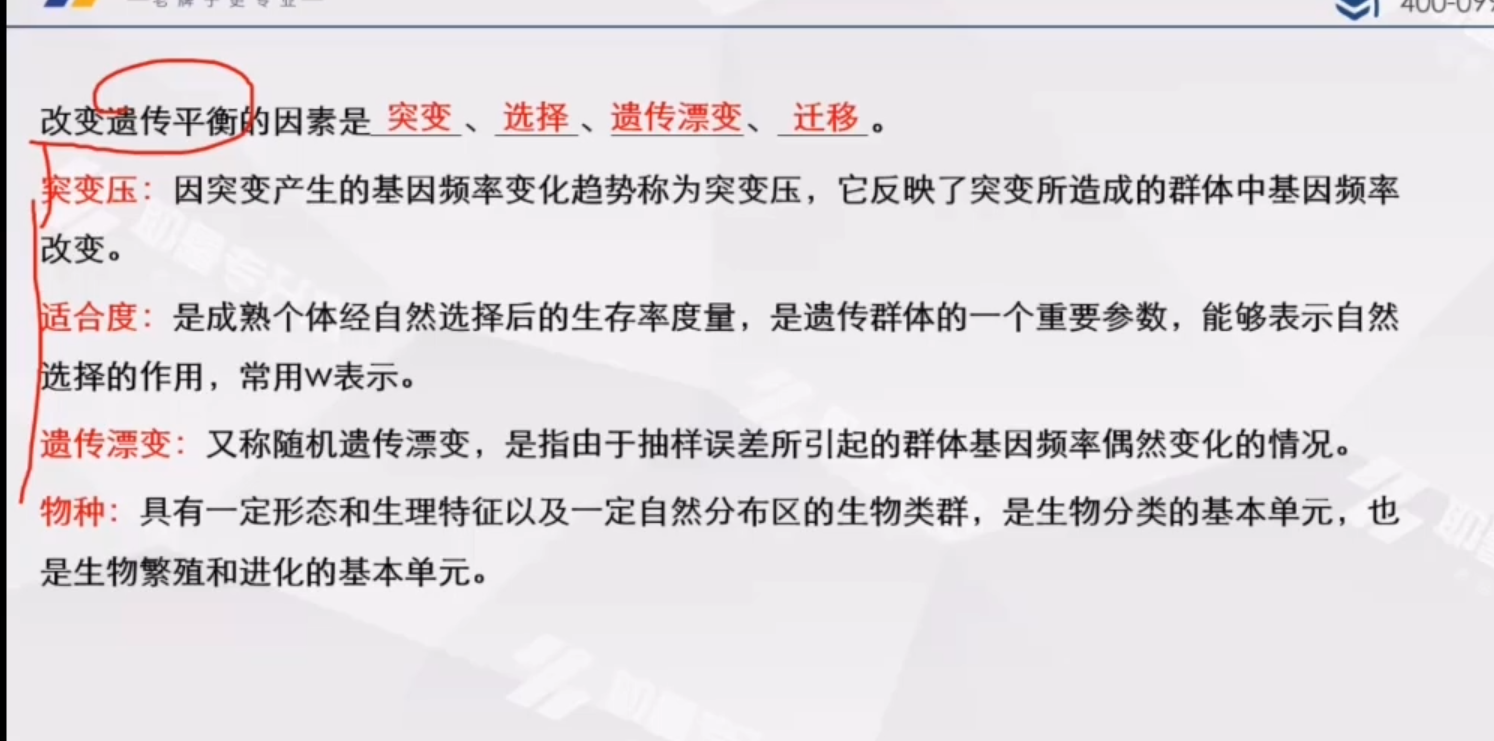 改变遗传平衡的因素是 突变 、 选择 、遗传漂变、 迁移 。
突变压：因突变产生的基因频率变化趋势称为突变压，它反映了突变所造成的群体中基因频率
改变。
适合度：是成熟个体经自然选择后的生存率度量，是遗传群体的一个重要参数，能够表示自然
选择的作用，常用W表示。
遗传漂变：又称随机遗传漂变，是指由于抽样误差所引起的群体基因频率偶然变化的情况。
物种：具有一定形态和生理特征以及一定自然分布区的生物类群，是生物分类的基本单元，也
是生物繁殖和进化的基本单元。